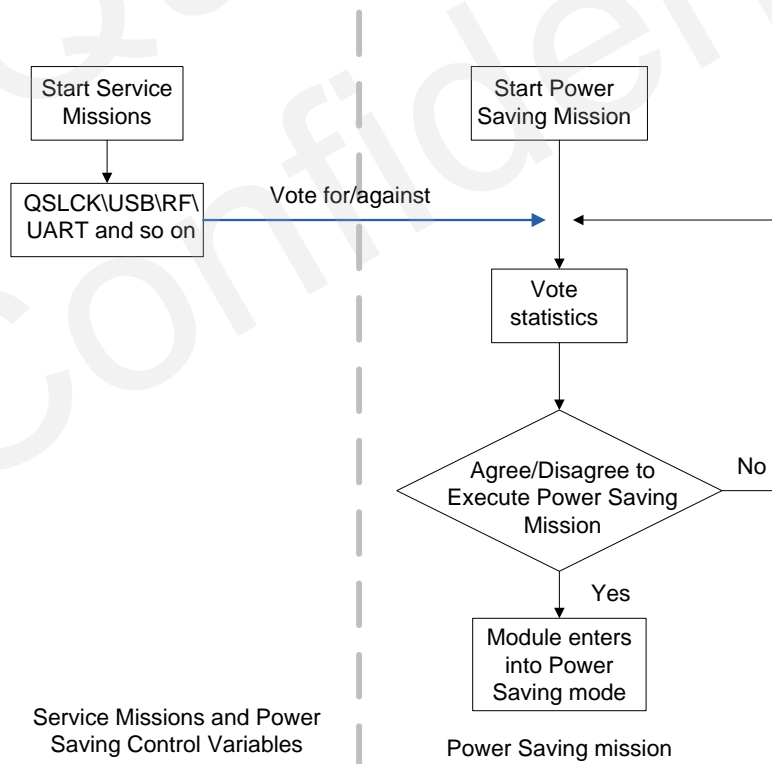 Start Service
Missions
QSLCK\USB\RF\
UART and so on
Vote for/against
Start Power
Saving Mission
Vote
statistics
Agree/Disagree to
Execute Power Saving
Mission
No
Yes
Module enters
into Power
Saving mode
Service Missions and Power
Saving Control Variables
Power Saving mission